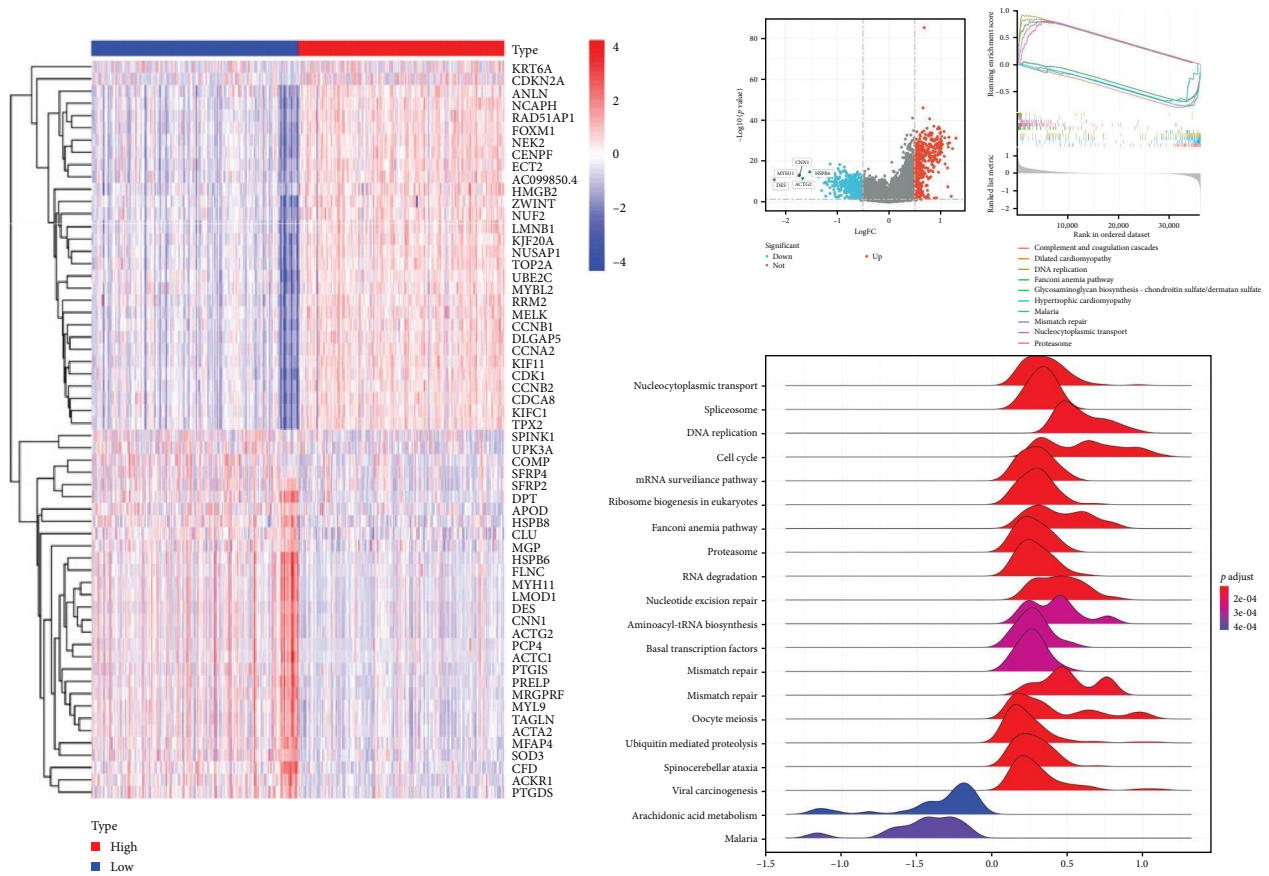 Type
4
2
0
−2
−4
KRT6A
CDKN2A
ANLN
NCAPH
RAD51AP1
FOXM1
NEK2
CENPF
ECT2
AC099850.4
HMGB2
ZWINT
NUF2
LMNB1
KJF20A
NUSAP1
TOP2A
UBE2C
MYBL2
RRM2
MELK
CCNB1
DLGAP5
CCNA2
KIF11
CDK1
CCNB2
CDCA8
KIFC1
TPX2
SPINK1
UPK3A
COMP
SFRP4
SFRP2
DPT
APOD
HSPB8
CLU
MGP
HSPB6
FLNC
MYH11
LMOD1
DES
CNN1
ACTG2
PCP4
ACTC1
PTGIS
PRELP
MRGPRF
MYL9
TAGLN
ACTA2
MFAP4
SOD3
CFD
ACKR1
PTGDS
Type
High
Low
80
60
40
20
0
−Log10 (p value)
CNN1
MYH11
HSPB6
DES
ACTG2
−2
−1
0
1
LogFC
Significant
Down
Not
Up
1.0
0.5
0.0
−0.5
Running enrichment score
1
0
−1
−2
Ranked list metric
10,000
20,000
30,000
Rank in ordered dataset
Complement and coagulation cascades
Dilated cardiomyopathy
DNA replication
Fanconi anemia pathway
Glycosaminoglycan biosynthesis - chondroitin sulfate/dermatan sulfate
Hypertrophic cardiomyopathy
Malaria
Mismatch repair
Nucleocytoplasmic transport
Proteasome
Nucleocytoplasmic transport
Spliceosome
DNA replication
Cell cycle
mRNA surveiliance pathway
Ribosome biogenesis in eukaryotes
Fanconi anemia pathway
Proteasome
RNA degradation
Nucleotide excision repair
Aminoacyl-tRNA biosynthesis
Basal transcription factors
Mismatch repair
Mismatch repair
Oocyte meiosis
Ubiquitin mediated proteolysis
Spinocerebellar ataxia
Viral carcinogenesis
Arachidonic acid metabolism
Malaria
−1.5
−1.0
−0.5
0.0
0.5
1.0
p adjust
2e-04
3e-04
4e-04